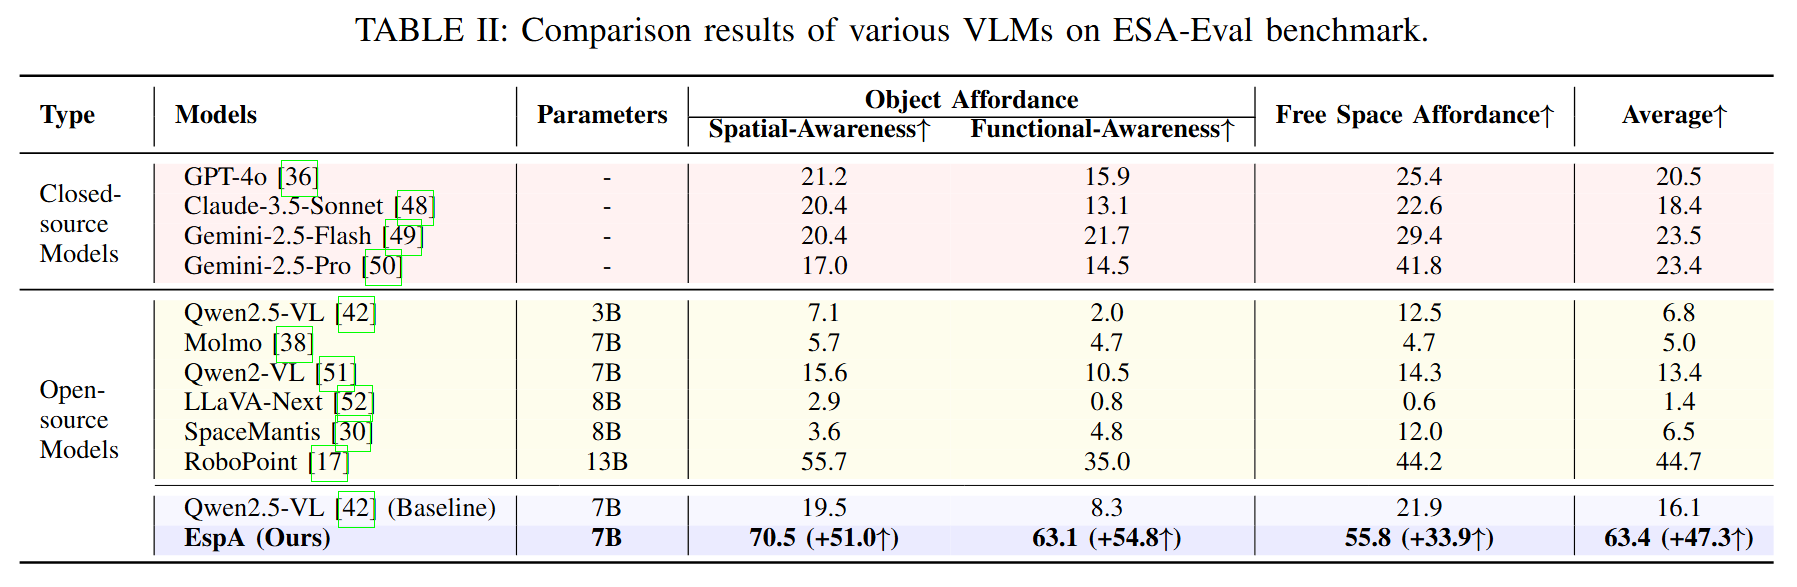 TABLE II: Comparison results of various VLMs on ESA-Eval benchmark.
Type Models Parameters Object Affordance Free Space Affordance↑ Average↑
Spatial-Awareness↑ Functional-Awareness↑
Closed-source Models
GPT-4o [36] - 21.2 15.9 25.4 20.5
Claude-3.5-Sonnet [48] - 20.4 13.1 22.6 18.4
Gemini-2.5-Flash [49] - 20.4 21.7 29.4 23.5
Gemini-2.5-Pro [50] - 17.0 14.5 41.8 23.4
Open-source Models
Qwen2.5-VL [42] 3B 7.1 2.0 12.5 6.8
Molmo [38] 7B 5.7 4.7 4.7 5.0
Qwen2-VL [51] 7B 15.6 10.5 14.3 13.4
LLaVA-Next [52] 8B 2.9 0.8 0.6 1.4
SpaceMantis [30] 8B 3.6 4.8 12.0 6.5
RoboPoint [17] 13B 55.7 35.0 44.2 44.7
Qwen2.5-VL [42] (Baseline) 7B 19.5 8.3 21.9 16.1
EspA (Ours) 7B 70.5 (+51.0↑) 63.1 (+54.8↑) 55.8 (+33.9↑) 63.4 (+47.3↑)